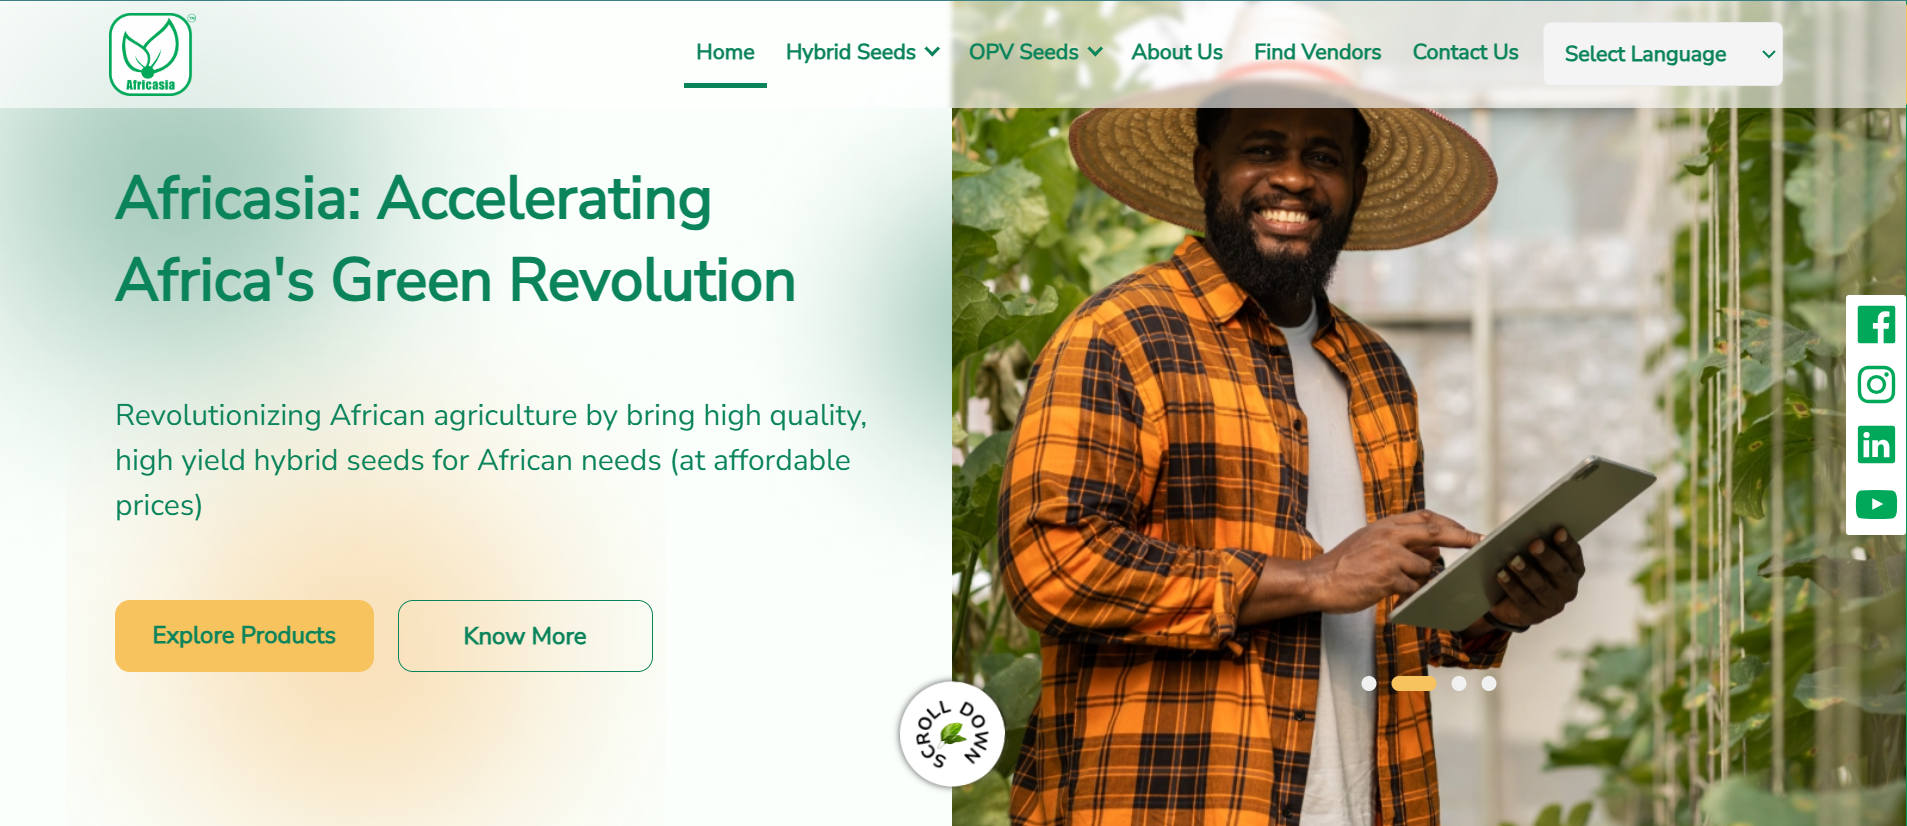 Africasia
TM
Home
Hybrid Seeds
OPV Seeds
About Us
Find Vendors
Contact Us
Select Language
Africasia: Accelerating
Africa's Green Revolution
Revolutionizing African agriculture by bring high quality,
high yield hybrid seeds for African needs (at affordable
prices)
Explore Products
Know More
SCROLL DOWN